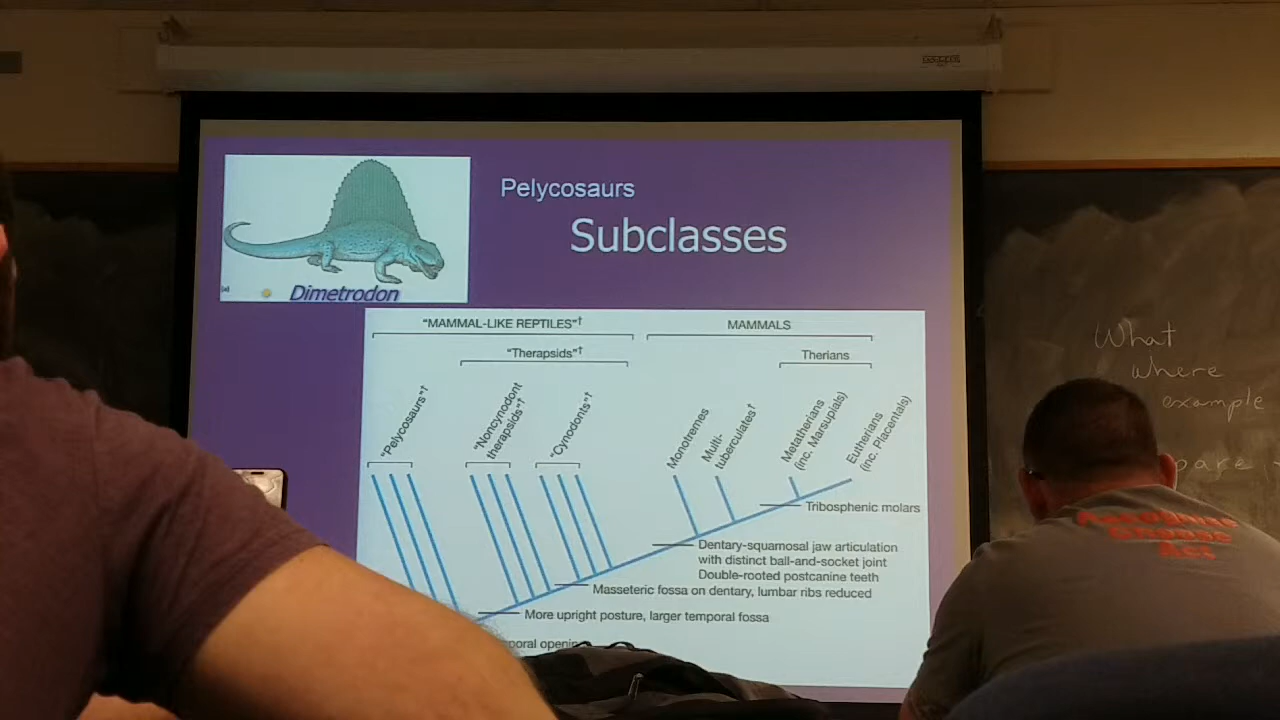 Pelycosaurs
Subclasses
(a)
Dimetrodon
"MAMMAL-LIKE REPTILES"†
MAMMALS
"Therapsids"†
Therians
"Pelycosaurs"†
"Noncynodont
therapsids"†
"Cynodonts"†
Monotremes
Multi-
tuberculates†
Metatherians
(inc. Marsupials)
Eutherians
(inc. Placentals)
Tribosphenic molars
Dentary-squamosal jaw articulation
with distinct ball-and-socket joint
Double-rooted postcanine teeth
Masseteric fossa on dentary, lumbar ribs reduced
More upright posture, larger temporal fossa
What
where
example